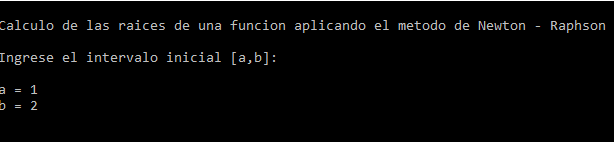 Calculo de las raices de una funcion aplicando el metodo de Newton - Raphson
Ingrese el intervalo inicial [a,b]:
a = 1
b = 2